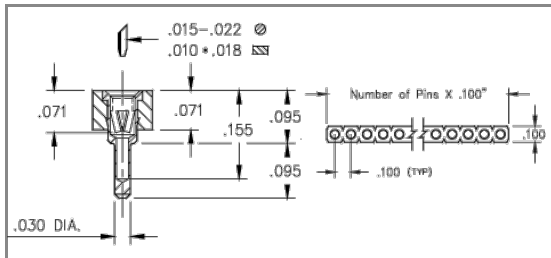 .015-.022
.010*.018
.071
.071
.155
.095
.095
.030 DIA.
Number of Pins X .100"
.100
.100 (TYP)